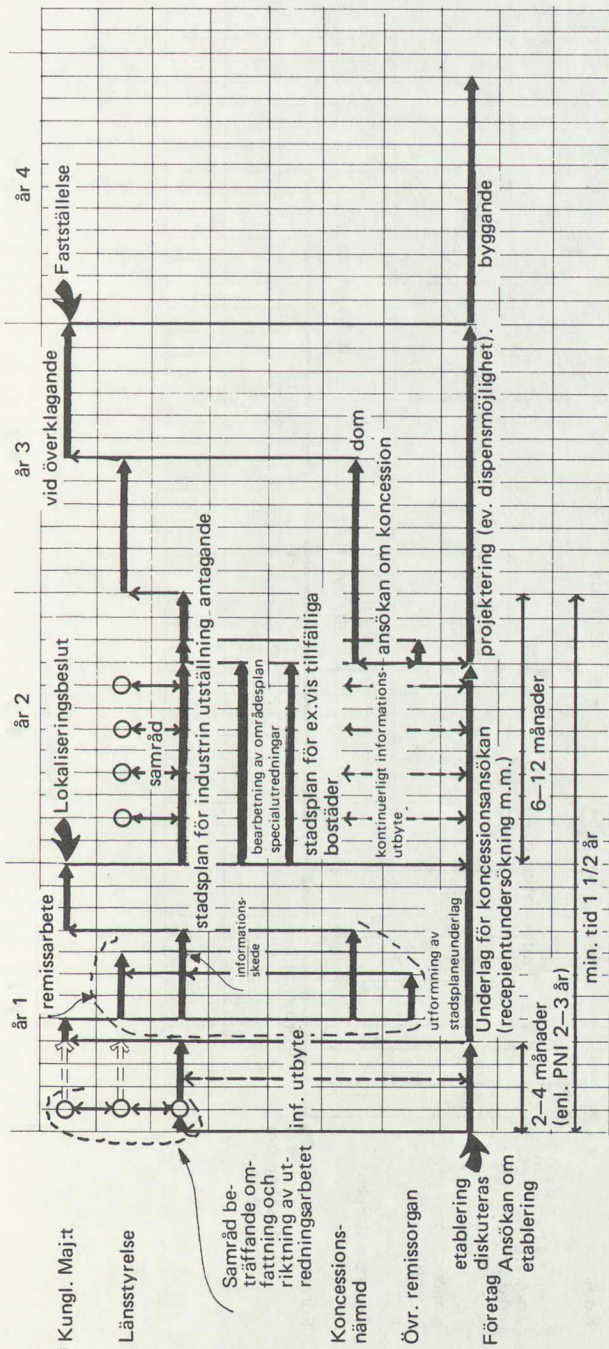 år 1
år 2
år 3
år 4
Kungl. Maj:t
remissarbete
Lokaliseringsbeslut
vid överklagande
Fastställelse
Länsstyrelse
samråd
stadsplan för industrin utställning antagande
Samråd be-
träffande om-
fattning och
riktning av ut-
redningsarbetet
inf. utbyte
informations-
skede
bearbetning av områdesplan
specialutredningar
stadsplan för ex.vis tillfälliga
bostäder
Koncessions-
nämnd
kontinuerligt informations-
utbyte
ansökan om koncession
dom
Övr. remissorgan
utformning av
stadsplaneunderlag
etablering
diskuteras
Företag
Ansökan om
etablering
Underlag för koncessionsansökan
(recepientundersökning m.m.)
projektering (ev. dispensmöjlighet).
byggande
2–4 månader
(enl. PNI 2–3 år)
6–12 månader
min. tid 1 1/2 år